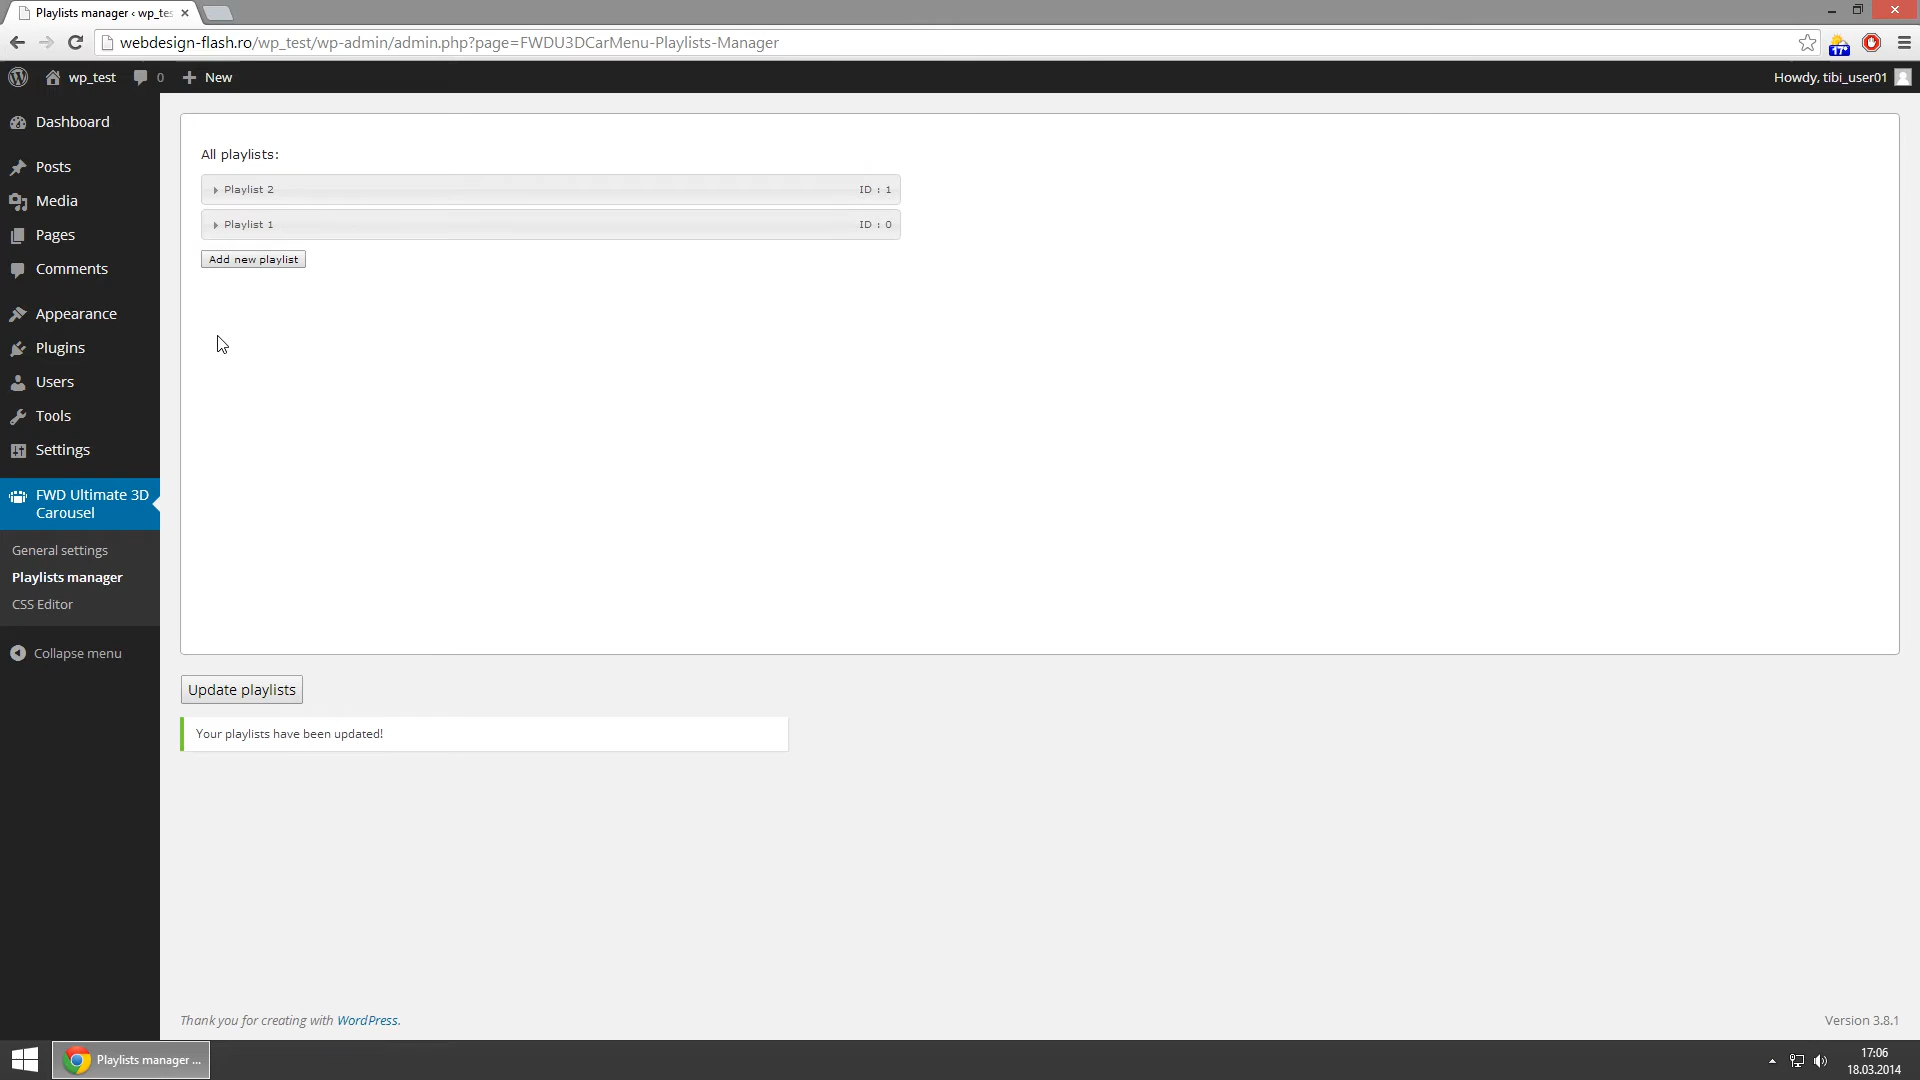 Playlists manager ‹ wp_tes
webdesign-flash.ro/wp_test/wp-admin/admin.php?page=FWDU3DCarMenu-Playlists-Manager
17°
wp_test 0 New
Howdy, tibi_user01
Dashboard
Posts
Media
Pages
Comments
Appearance
Plugins
Users
Tools
Settings
FWD Ultimate 3D
Carousel
General settings
Playlists manager
CSS Editor
Collapse menu
All playlists:
Playlist 2 ID : 1
Playlist 1 ID : 0
Add new playlist
Update playlists
Your playlists have been updated!
Thank you for creating with WordPress.
Version 3.8.1
Playlists manager ...
17:06
18.03.2014